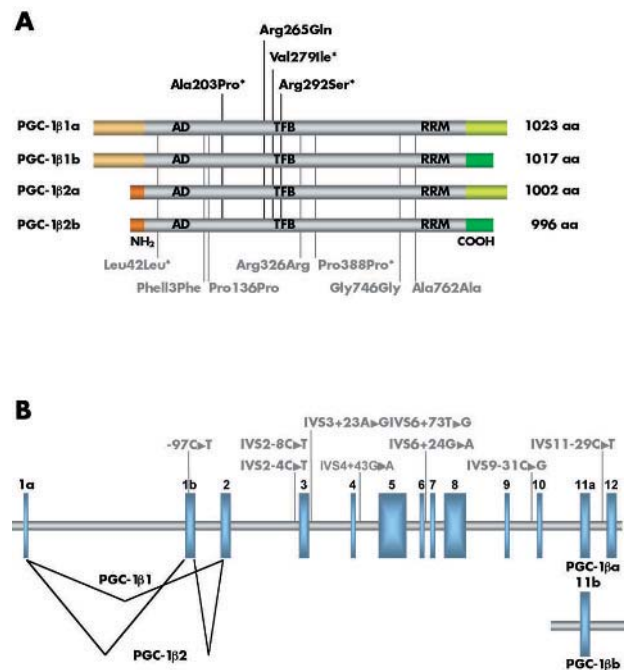 A
Arg265Gln
Val279Ile*
Ala203Pro* Arg292Ser*
PGC-1β1a AD TFB RRM 1023 aa
PGC-1β1b AD TFB RRM 1017 aa
PGC-1β2a AD TFB RRM 1002 aa
PGC-1β2b AD TFB RRM 996 aa
NH₂ COOH
Leu42Leu* Arg326Arg Pro388Pro*
Phe113Phe Pro136Pro Gly746Gly Ala762Ala
B
IVS3+23A▶G IVS6+73T▶G
-97C▶T IVS2-8C▶T IVS6+24G▶A IVS11-29C▶T
IVS2-4C▶T IVS4+43G▶A IVS9-31C▶G
1a 1b 2 3 4 5 6 7 8 9 10 11a 12
PGC-1β1 PGC-1βa
11b
PGC-1β2 PGC-1βb